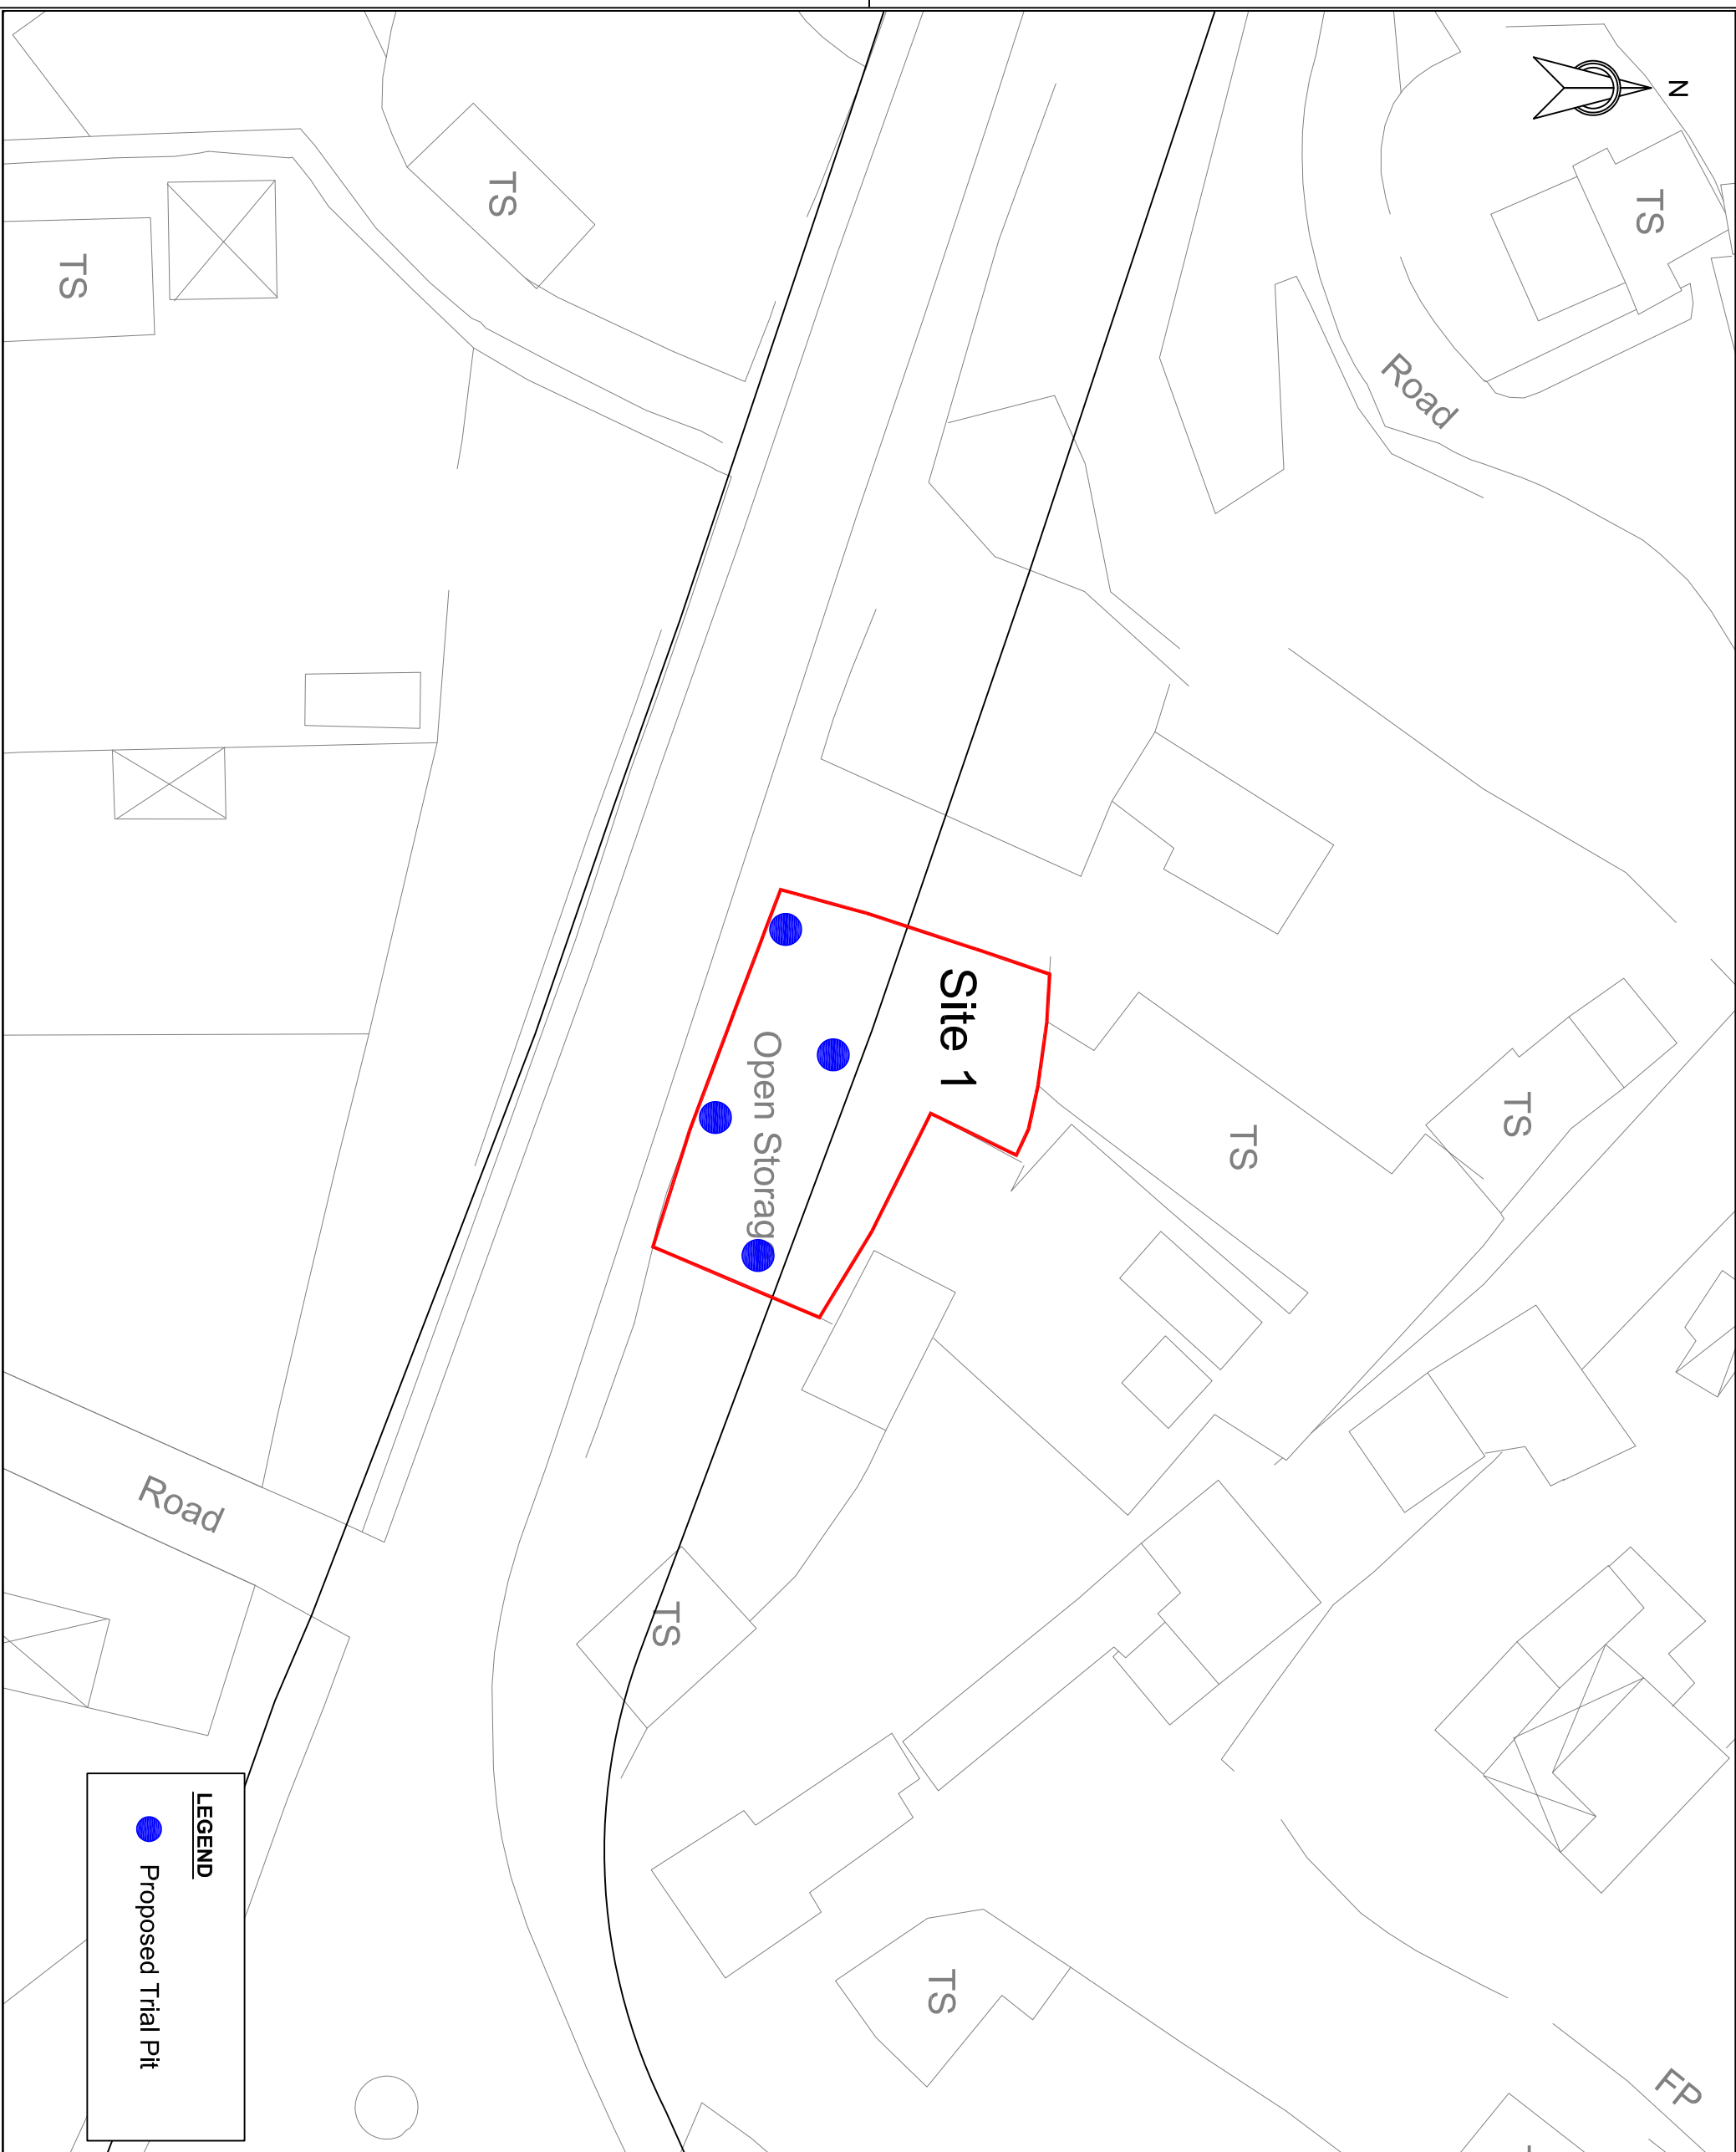 N
TS
Road
TS
TS
TS
TS
Site 1
Open Storag
TS
Road
TS
FP
LEGEND
Proposed Trial Pit